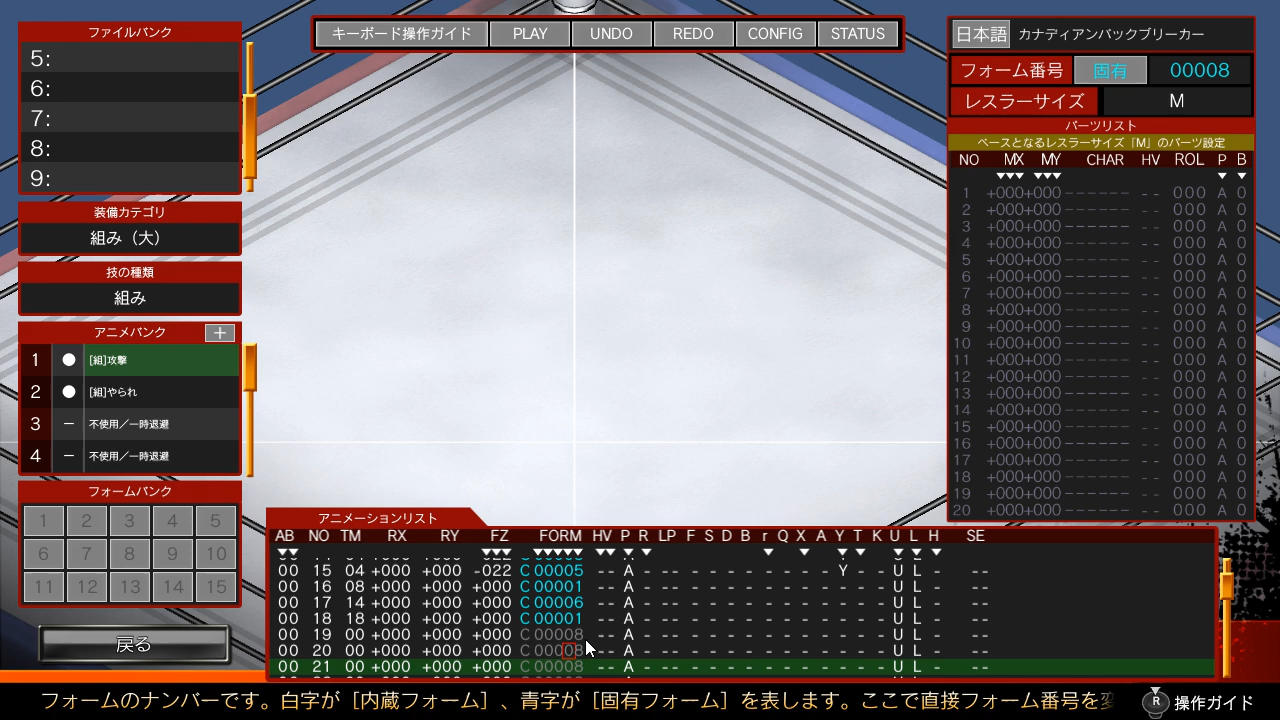 ファイルバンク
5:
6:
7:
8:
9:
装備カテゴリ
組み（大）
技の種類
組み
アニメバンク ＋
1 ● [組]攻撃
2 ● [組]やられ
3 － 不使用／一時退避
4 － 不使用／一時退避
フォームバンク
1 2 3 4 5
6 7 8 9 10
11 12 13 14 15
戻る
キーボード操作ガイド PLAY UNDO REDO CONFIG STATUS
日本語 カナディアンバックブリーカー
フォーム番号 固有 00008
レスラーサイズ M
パーツリスト
ベースとなるレスラーサイズ「M」のパーツ設定
NO MX MY CHAR HV ROL P B
1 +000+000------ -- 000 A 0
2 +000+000------ -- 000 A 0
3 +000+000------ -- 000 A 0
4 +000+000------ -- 000 A 0
5 +000+000------ -- 000 A 0
6 +000+000------ -- 000 A 0
7 +000+000------ -- 000 A 0
8 +000+000------ -- 000 A 0
9 +000+000------ -- 000 A 0
10 +000+000------ -- 000 A 0
11 +000+000------ -- 000 A 0
12 +000+000------ -- 000 A 0
13 +000+000------ -- 000 A 0
14 +000+000------ -- 000 A 0
15 +000+000------ -- 000 A 0
16 +000+000------ -- 000 A 0
17 +000+000------ -- 000 A 0
18 +000+000------ -- 000 A 0
19 +000+000------ -- 000 A 0
20 +000+000------ -- 000 A 0
アニメーションリスト
AB NO TM RX RY FZ FORM HV P R LP F S D B r Q X A Y T K U L H SE
00 15 04 +000 +000 -022 C 00005 -- A - -- - - - - - - - - Y - - U L - --
00 16 08 +000 +000 +000 C 00001 -- A - -- - - - - - - - - - - - U L - --
00 17 14 +000 +000 +000 C 00006 -- A - -- - - - - - - - - - - - U L - --
00 18 18 +000 +000 +000 C 00001 -- A - -- - - - - - - - - - - - U L - --
00 19 00 +000 +000 +000 C 00008 -- A - -- - - - - - - - - - - - U L - --
00 20 00 +000 +000 +000 C 00008 -- A - -- - - - - - - - - - - - U L - --
00 21 00 +000 +000 +000 C 00008 -- A - -- - - - - - - - - - - - U L - --
フォームのナンバーです。白字が［内蔵フォーム］、青字が［固有フォーム］を表します。ここで直接フォーム番号を
R 操作ガイド